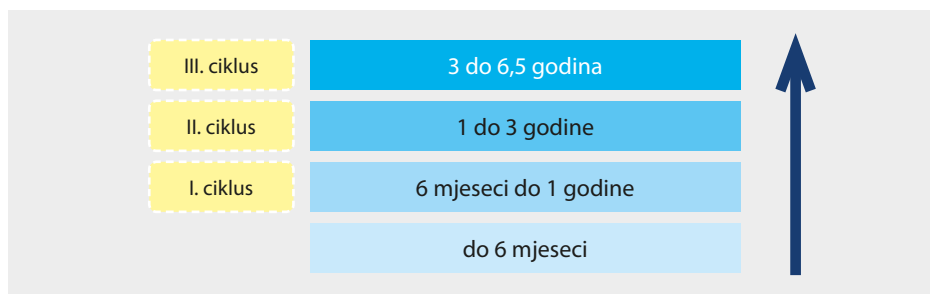 III. ciklus
3 do 6,5 godina
II. ciklus
1 do 3 godine
I. ciklus
6 mjeseci do 1 godine
do 6 mjeseci